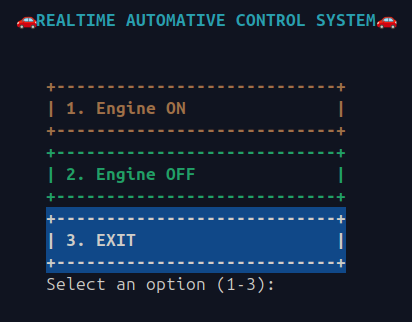 🚗REALTIME AUTOMATIVE CONTROL SYSTEM🚗
+----------------------------+
| 1. Engine ON               |
+----------------------------+
+----------------------------+
| 2. Engine OFF              |
+----------------------------+
+----------------------------+
| 3. EXIT                    |
+----------------------------+
Select an option (1-3):